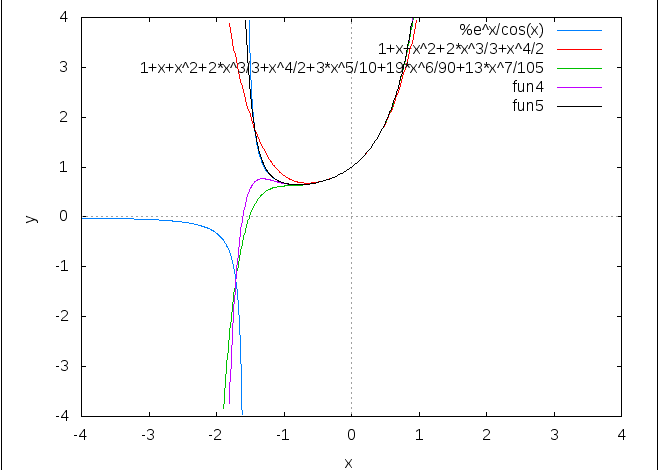 %e^x/cos(x)
1+x+x^2+2*x^3/3+x^4/2
1+x+x^2+2*x^3/3+x^4/2+3*x^5/10+19*x^6/90+13*x^7/105
fun4
fun5
4
3
2
1
0
-1
-2
-3
-4
y
-4 -3 -2 -1 0 1 2 3 4
x